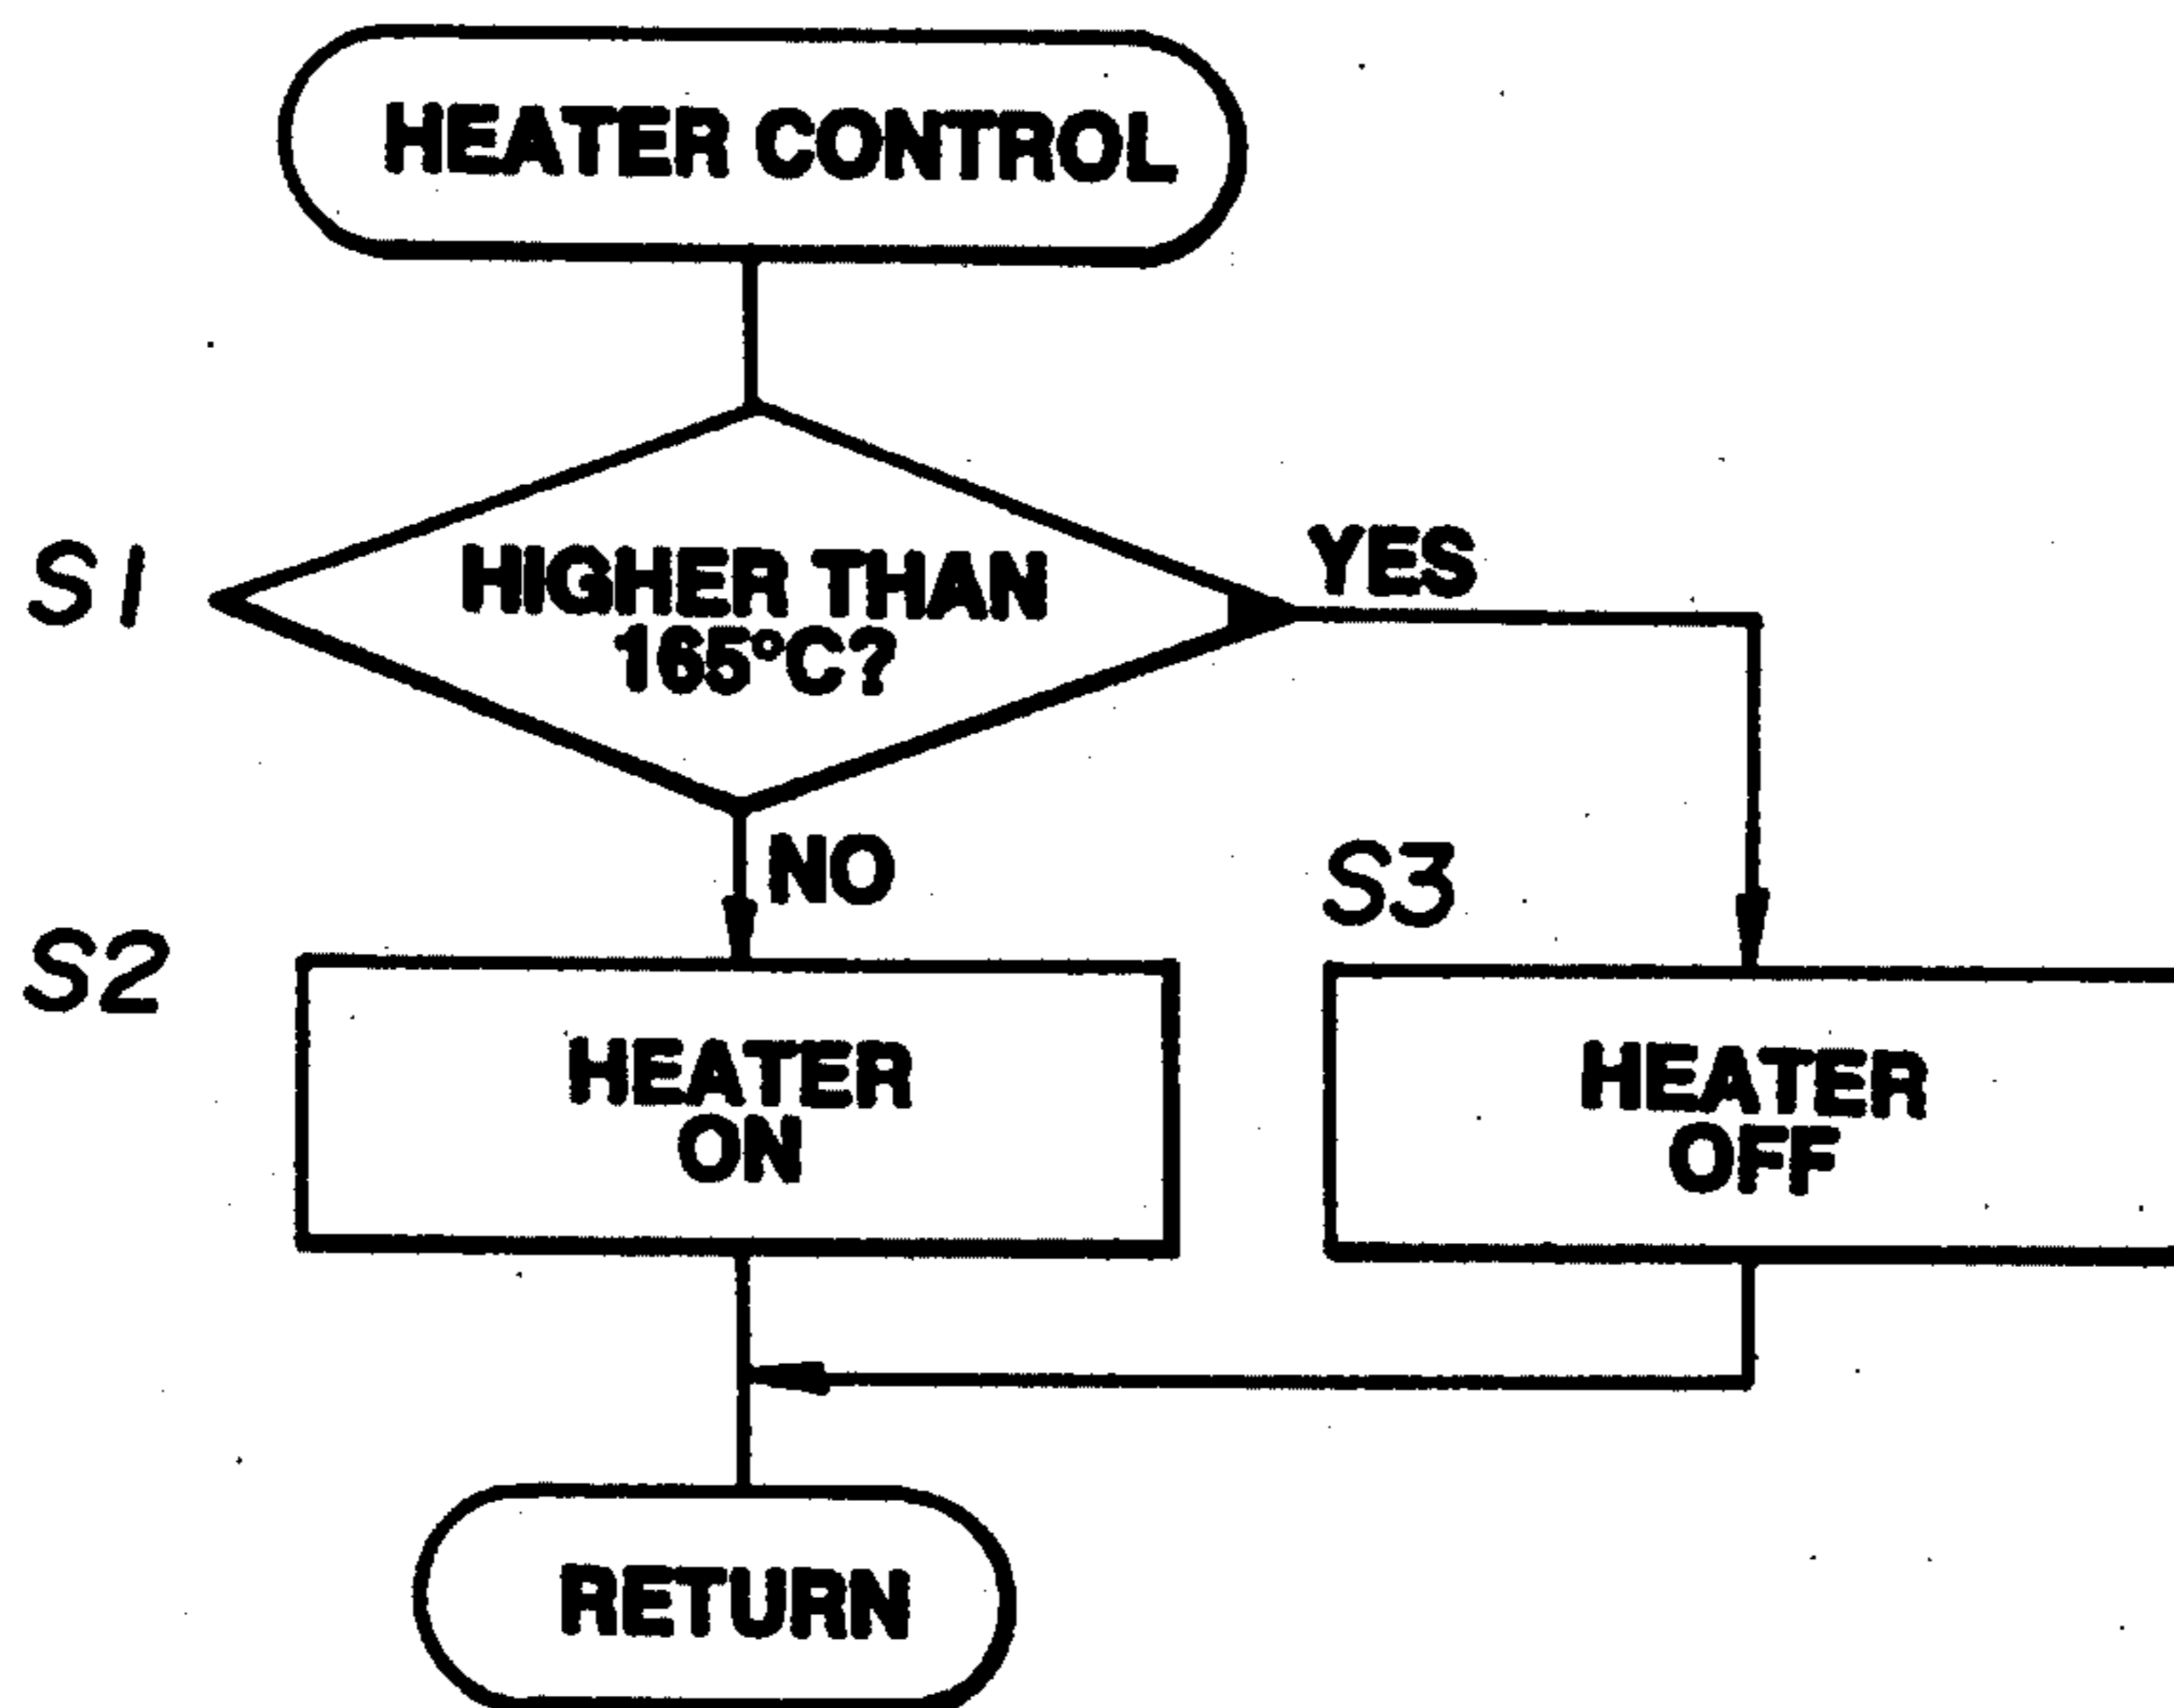 HEATER CONTROL
S1
HIGHER THAN
165°C?
YES
NO
S2
HEATER
ON
S3
HEATER
OFF
RETURN